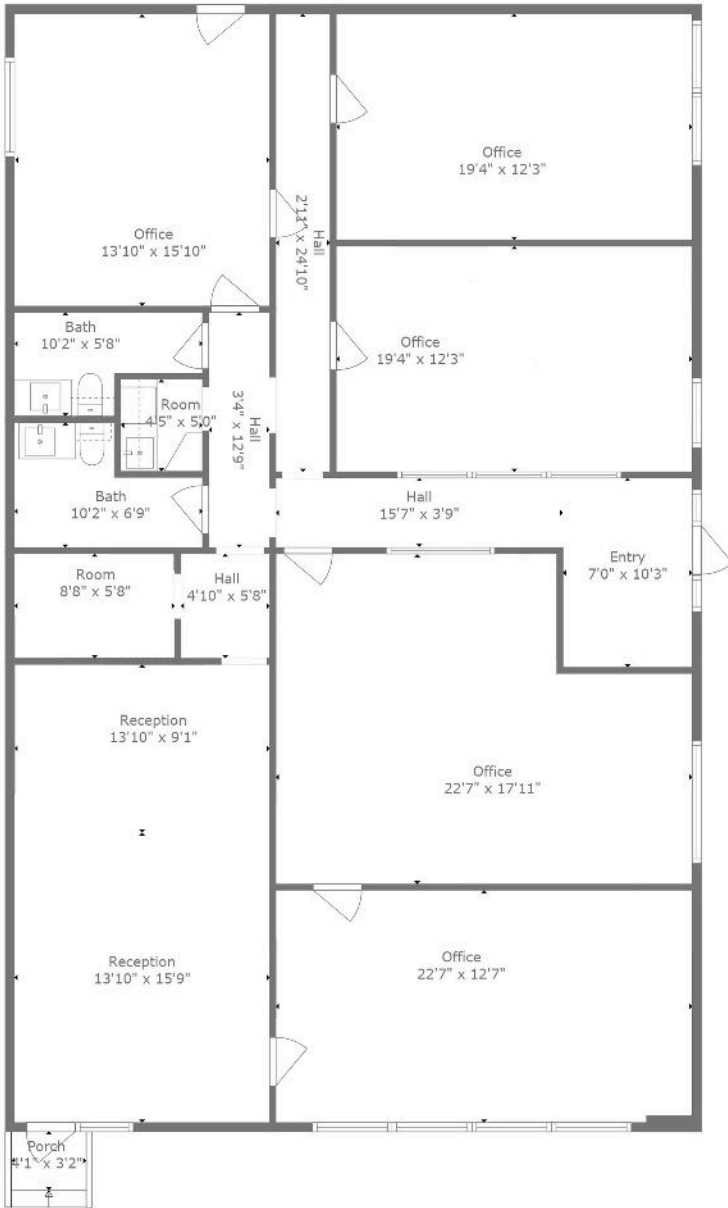 Office
19'4" x 12'3"
Office
13'10" x 15'10"
Hall
2'11" x 24'10"
Bath
10'2" x 5'8"
Office
19'4" x 12'3"
Room
4'5" x 5'0"
Hall
3'4" x 12'9"
Bath
10'2" x 6'9"
Hall
15'7" x 3'9"
Entry
7'0" x 10'3"
Room
8'8" x 5'8"
Hall
4'10" x 5'8"
Reception
13'10" x 9'1"
Office
22'7" x 17'11"
Reception
13'10" x 15'9"
Office
22'7" x 12'7"
Porch
4'1" x 3'2"